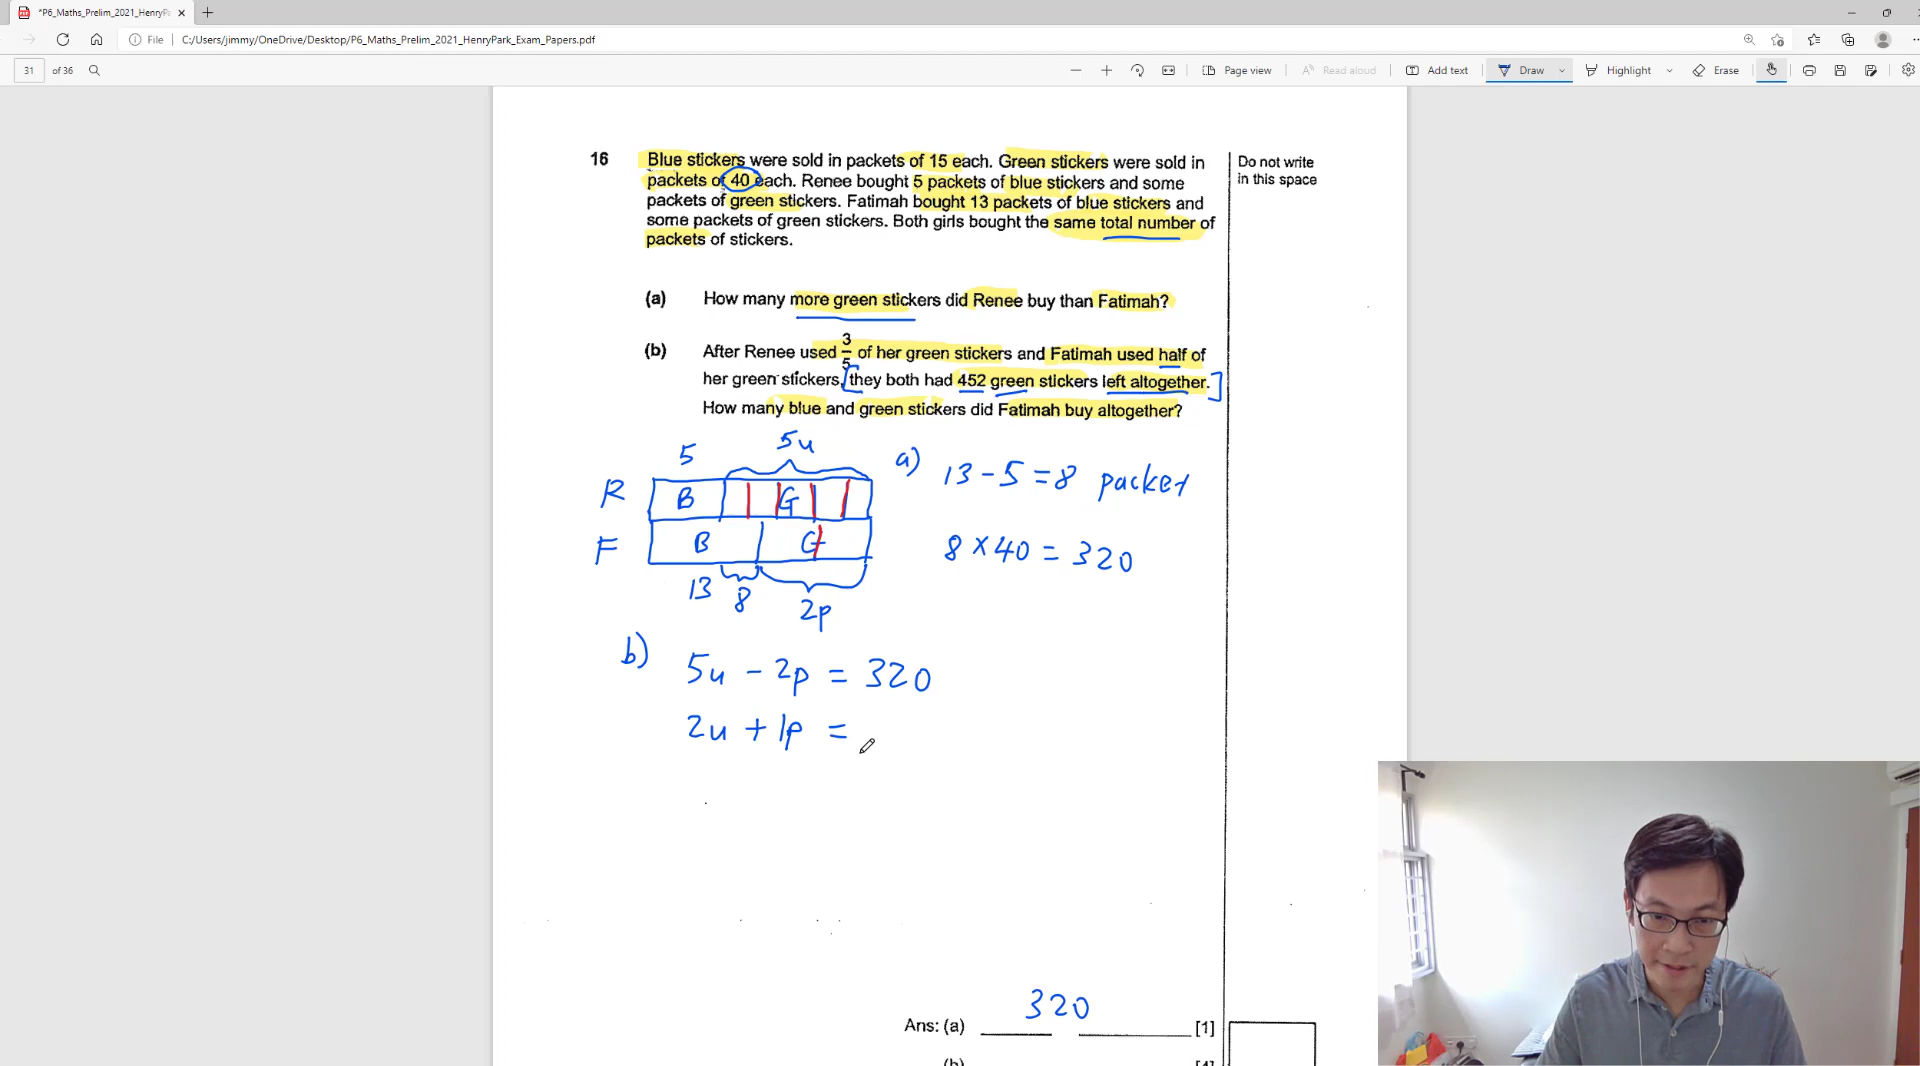 *P6_Maths_Prelim_2021_HenryPa
File C:/Users/jimmy/OneDrive/Desktop/P6_Maths_Prelim_2021_HenryPark_Exam_Papers.pdf
31 of 36 Page view Read aloud Add text Draw Highlight Erase
16 Blue stickers were sold in packets of 15 each. Green stickers were sold in
packets of 40 each. Renee bought 5 packets of blue stickers and some
packets of green stickers. Fatimah bought 13 packets of blue stickers and
some packets of green stickers. Both girls bought the same total number of
packets of stickers.
Do not write
in this space
(a) How many more green stickers did Renee buy than Fatimah?
(b) After Renee used 3/5 of her green stickers and Fatimah used half of
her green stickers, they both had 452 green stickers left altogether.
How many blue and green stickers did Fatimah buy altogether?
5 5u
R B G
F B G
13 8 2p
a) 13 - 5 = 8 packet
8 × 40 = 320
b) 5u - 2p = 320
2u + 1p =
320
Ans: (a) [1]
(b)